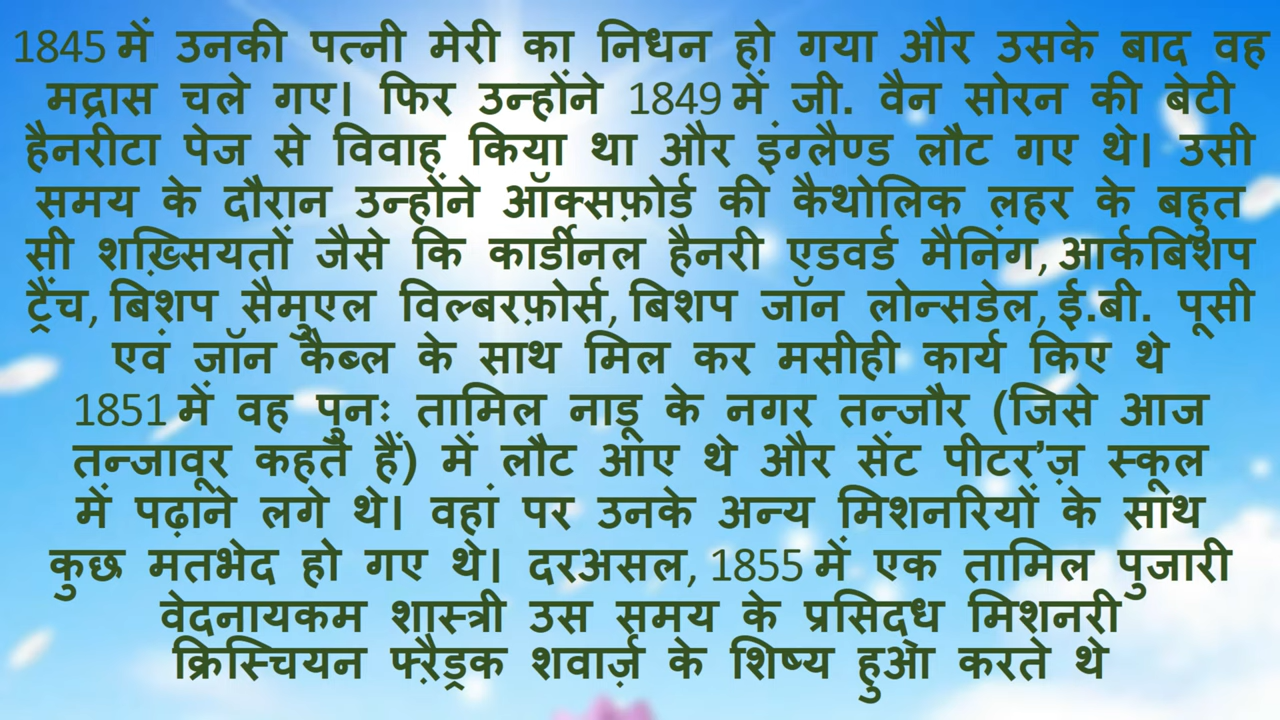 1845 में उनकी पत्नी मेरी का निधन हो गया और उसके बाद वह
मद्रास चले गए। फिर उन्होंने 1849 में जी. वैन सोरन की बेटी
हैनरीटा पेज से विवाह किया था और इंग्लैण्ड लौट गए थे। उसी
समय के दौरान उन्होंने ऑक्सफ़ोर्ड की कैथोलिक लहर के बहुत
सी शख़्सियतों जैसे कि कार्डीनल हैनरी एडवर्ड मैनिंग, आर्कबिशप
ट्रैंच, बिशप सैमुएल विल्बरफ़ोर्स, बिशप जॉन लोन्सडेल, ई.बी. पूसी
एवं जॉन कैब्ल के साथ मिल कर मसीही कार्य किए थे
1851 में वह पुनः तामिल नाडू के नगर तन्जौर (जिसे आज
तन्जावूर कहते हैं) में लौट आए थे और सेंट पीटर’ज़ स्कूल
में पढ़ाने लगे थे। वहां पर उनके अन्य मिशनरियों के साथ
कुछ मतभेद हो गए थे। दरअसल, 1855 में एक तामिल पुजारी
वेदनायकम शास्त्री उस समय के प्रसिद्ध मिशनरी
क्रिस्चियन फ्रैड्रक शवार्ज़ के शिष्य हुआ करते थे